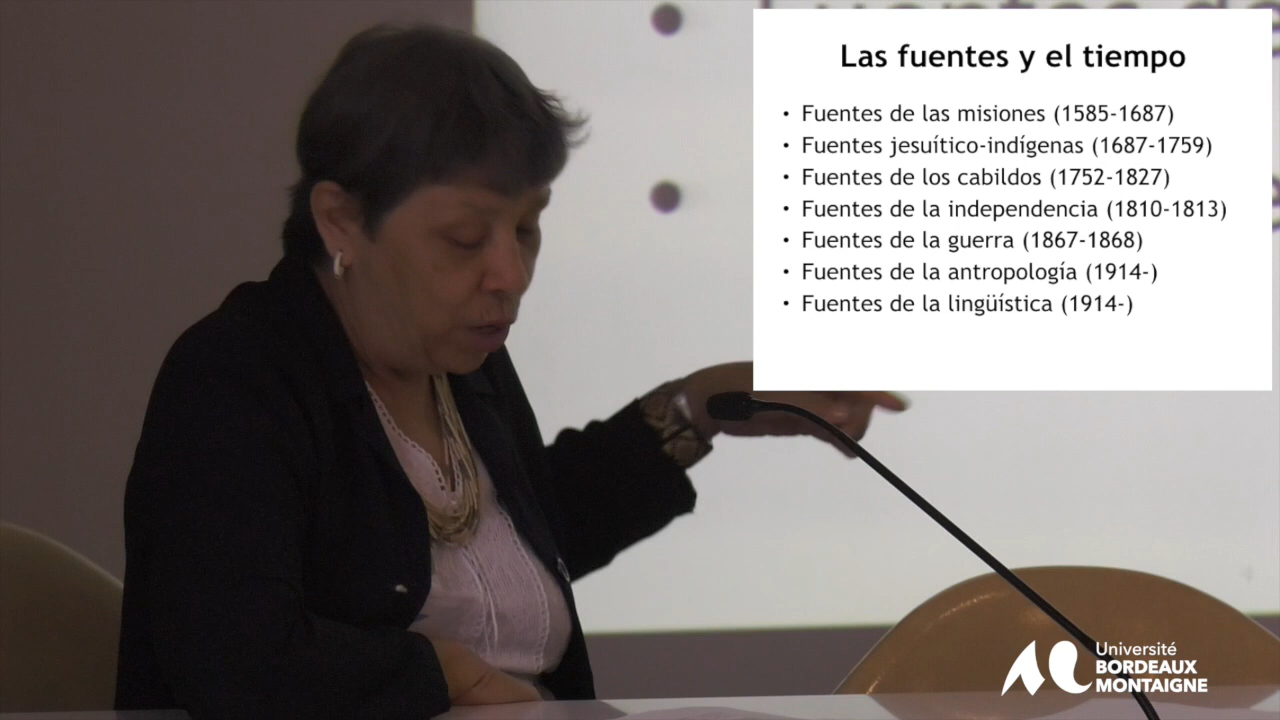 Las fuentes y el tiempo
• Fuentes de las misiones (1585-1687)
• Fuentes jesuítico-indígenas (1687-1759)
• Fuentes de los cabildos (1752-1827)
• Fuentes de la independencia (1810-1813)
• Fuentes de la guerra (1867-1868)
• Fuentes de la antropología (1914-)
• Fuentes de la lingüística (1914-)
Université
BORDEAUX
MONTAIGNE